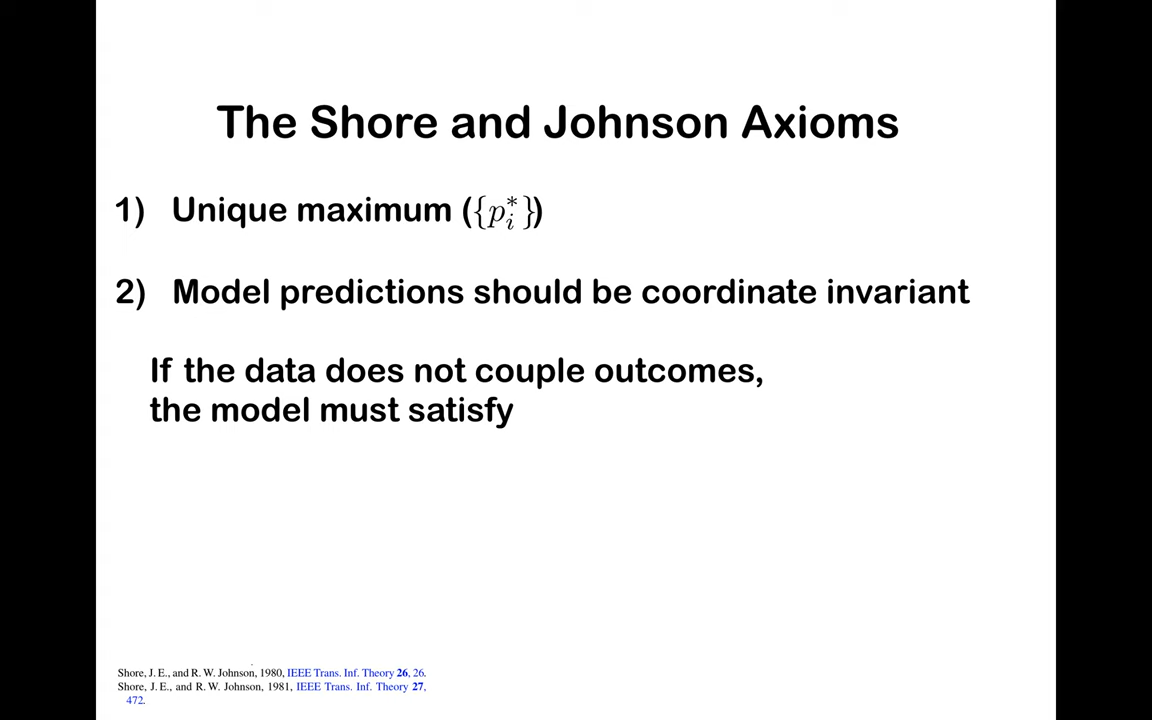 The Shore and Johnson Axioms
1) Unique maximum ({p_i^*})
2) Model predictions should be coordinate invariant
If the data does not couple outcomes,
the model must satisfy
Shore, J. E., and R. W. Johnson, 1980, IEEE Trans. Inf. Theory 26, 26.
Shore, J. E., and R. W. Johnson, 1981, IEEE Trans. Inf. Theory 27,
472.